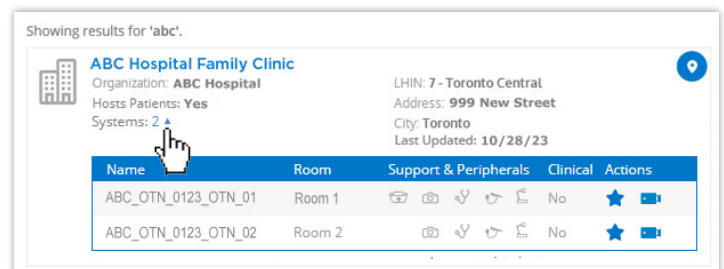 Showing results for 'abc'.
ABC Hospital Family Clinic
Organization: ABC Hospital
LHIN: 7 - Toronto Central
Hosts Patients: Yes
Address: 999 New Street
Systems: 2
City: Toronto
Last Updated: 10/28/23
Name Room Support & Peripherals Clinical Actions
ABC_OTN_0123_OTN_01 Room 1 No
ABC_OTN_0123_OTN_02 Room 2 No